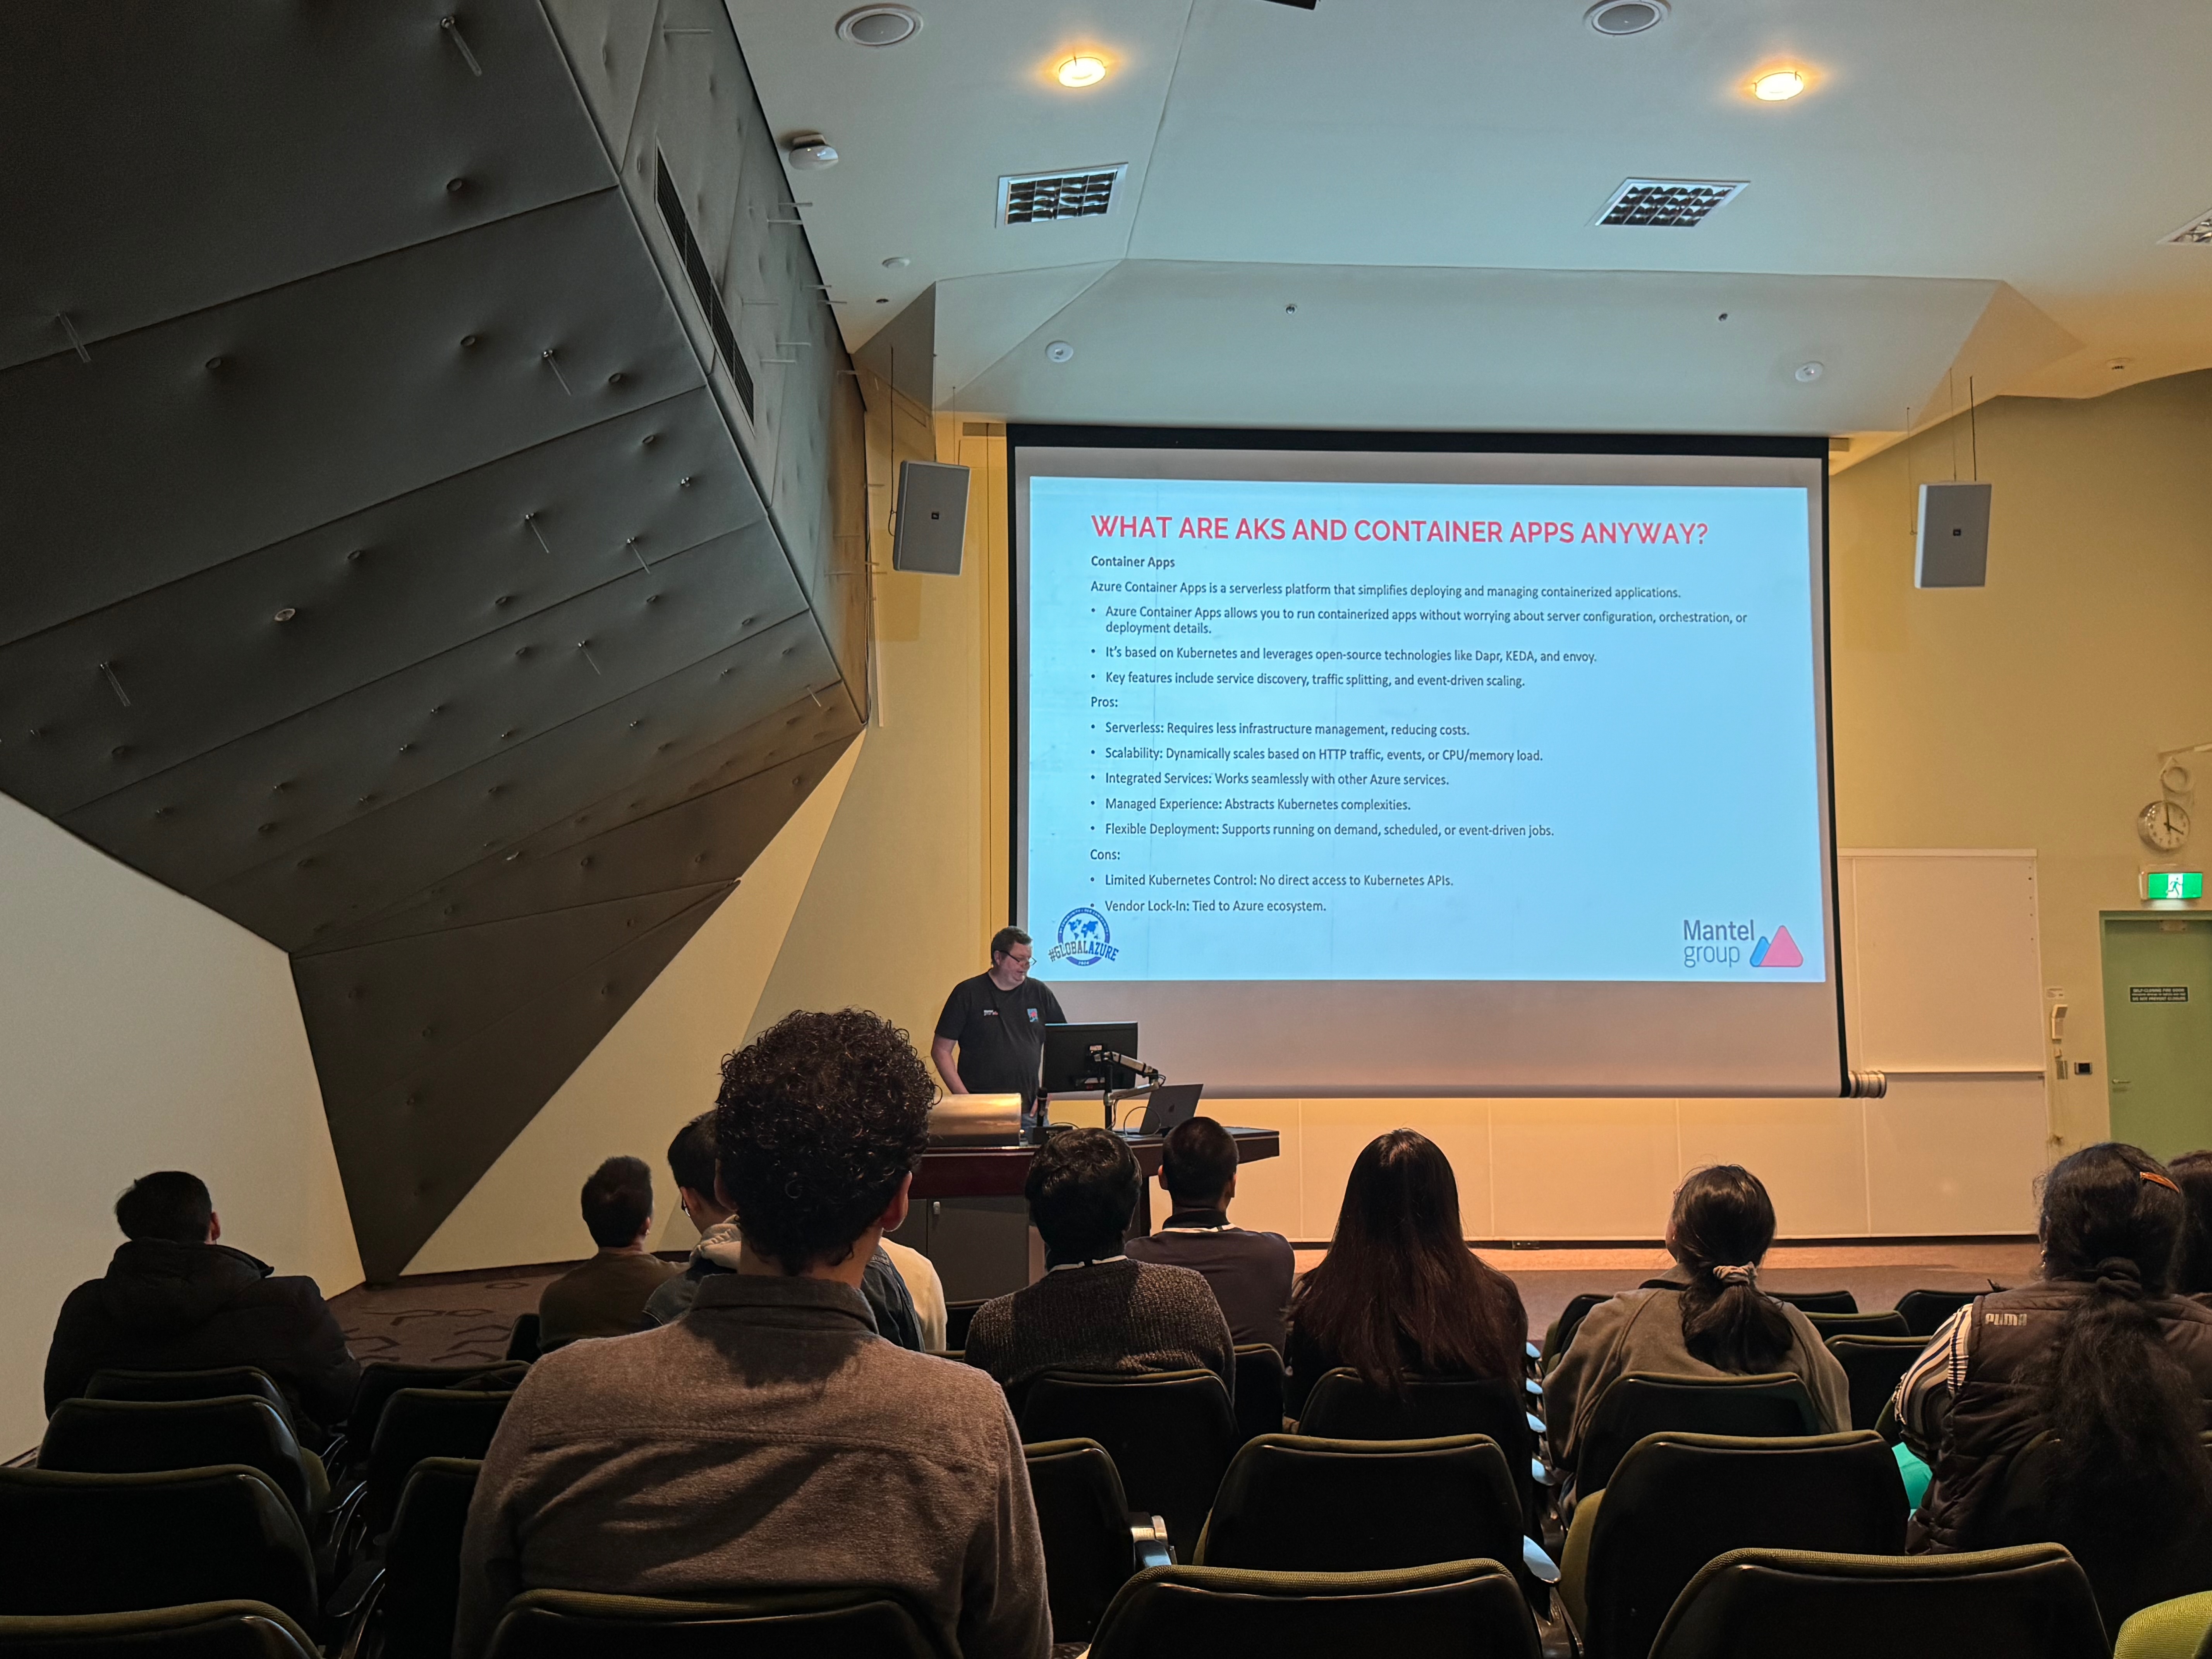 WHAT ARE AKS AND CONTAINER APPS ANYWAY?
Container Apps
Azure Container Apps is a serverless platform that simplifies deploying and managing containerized applications.
• Azure Container Apps allows you to run containerized apps without worrying about server configuration, orchestration, or
deployment details.
• It's based on Kubernetes and leverages open-source technologies like Dapr, KEDA, and envoy.
• Key features include service discovery, traffic splitting, and event-driven scaling.
Pros:
• Serverless: Requires less infrastructure management, reducing costs.
• Scalability: Dynamically scales based on HTTP traffic, events, or CPU/memory load.
• Integrated Services: Works seamlessly with other Azure services.
• Managed Experience: Abstracts Kubernetes complexities.
• Flexible Deployment: Supports running on demand, scheduled, or event-driven jobs.
Cons:
• Limited Kubernetes Control: No direct access to Kubernetes APIs.
• Vendor Lock-In: Tied to Azure ecosystem.
#GLOBALAZURE
Mantel
group
PUMA